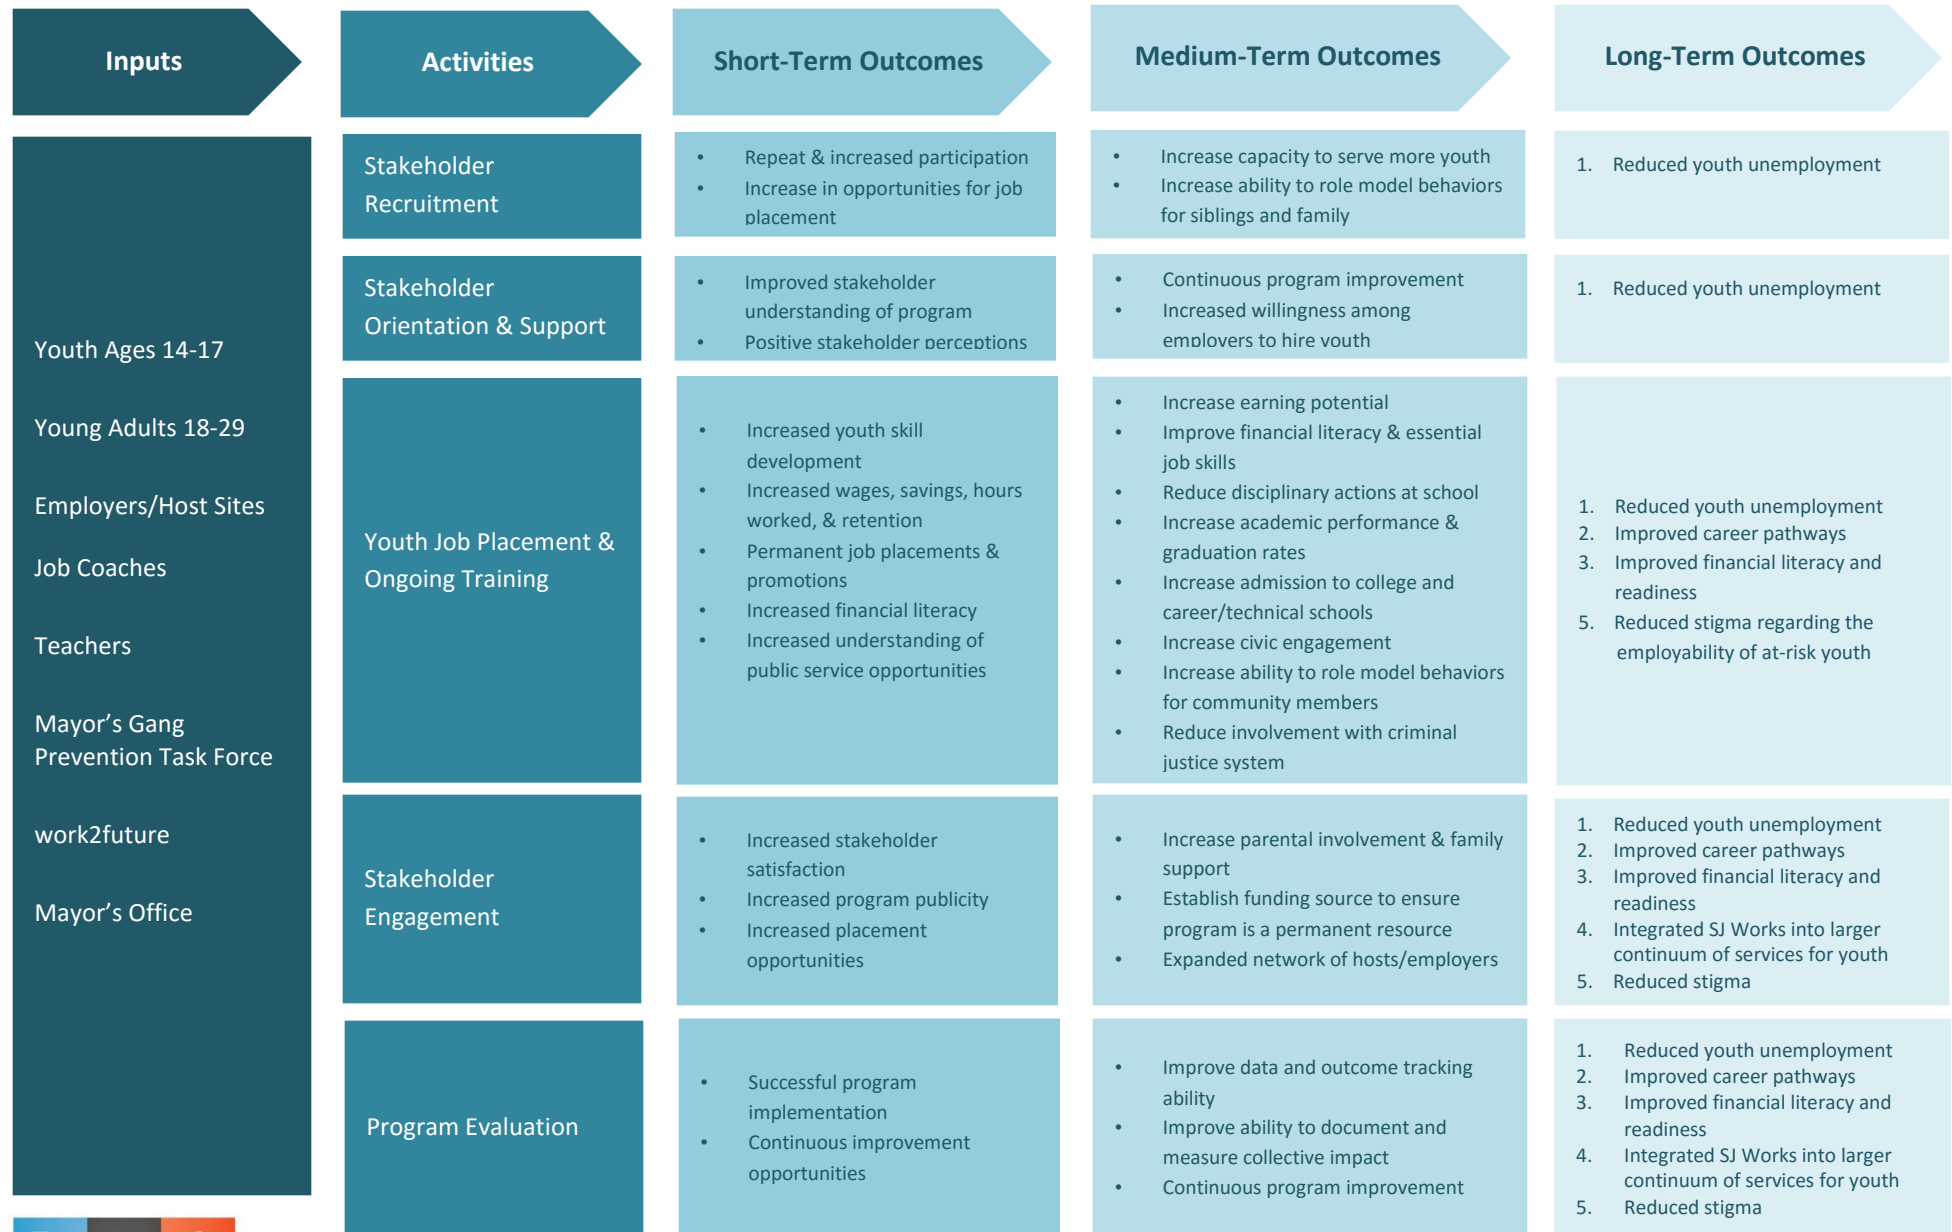 Inputs
Activities
Short-Term Outcomes
Medium-Term Outcomes
Long-Term Outcomes
Youth Ages 14-17
Young Adults 18-29
Employers/Host Sites
Job Coaches
Teachers
Mayor’s Gang
Prevention Task Force
work2future
Mayor’s Office
Stakeholder
Recruitment
• Repeat & increased participation
• Increase in opportunities for job
placement
• Increase capacity to serve more youth
• Increase ability to role model behaviors
for siblings and family
1. Reduced youth unemployment
Stakeholder
Orientation & Support
• Improved stakeholder
understanding of program
• Positive stakeholder perceptions
• Continuous program improvement
• Increased willingness among
employers to hire youth
1. Reduced youth unemployment
Youth Job Placement &
Ongoing Training
• Increased youth skill
development
• Increased wages, savings, hours
worked, & retention
• Permanent job placements &
promotions
• Increased financial literacy
• Increased understanding of
public service opportunities
• Increase earning potential
• Improve financial literacy & essential
job skills
• Reduce disciplinary actions at school
• Increase academic performance &
graduation rates
• Increase admission to college and
career/technical schools
• Increase civic engagement
• Increase ability to role model behaviors
for community members
• Reduce involvement with criminal
justice system
1. Reduced youth unemployment
2. Improved career pathways
3. Improved financial literacy and
readiness
5. Reduced stigma regarding the
employability of at-risk youth
Stakeholder
Engagement
• Increased stakeholder
satisfaction
• Increased program publicity
• Increased placement
opportunities
• Increase parental involvement & family
support
• Establish funding source to ensure
program is a permanent resource
• Expanded network of hosts/employers
1. Reduced youth unemployment
2. Improved career pathways
3. Improved financial literacy and
readiness
4. Integrated SJ Works into larger
continuum of services for youth
5. Reduced stigma
Program Evaluation
• Successful program
implementation
• Continuous improvement
opportunities
• Improve data and outcome tracking
ability
• Improve ability to document and
measure collective impact
• Continuous program improvement
1. Reduced youth unemployment
2. Improved career pathways
3. Improved financial literacy and
readiness
4. Integrated SJ Works into larger
continuum of services for youth
5. Reduced stigma